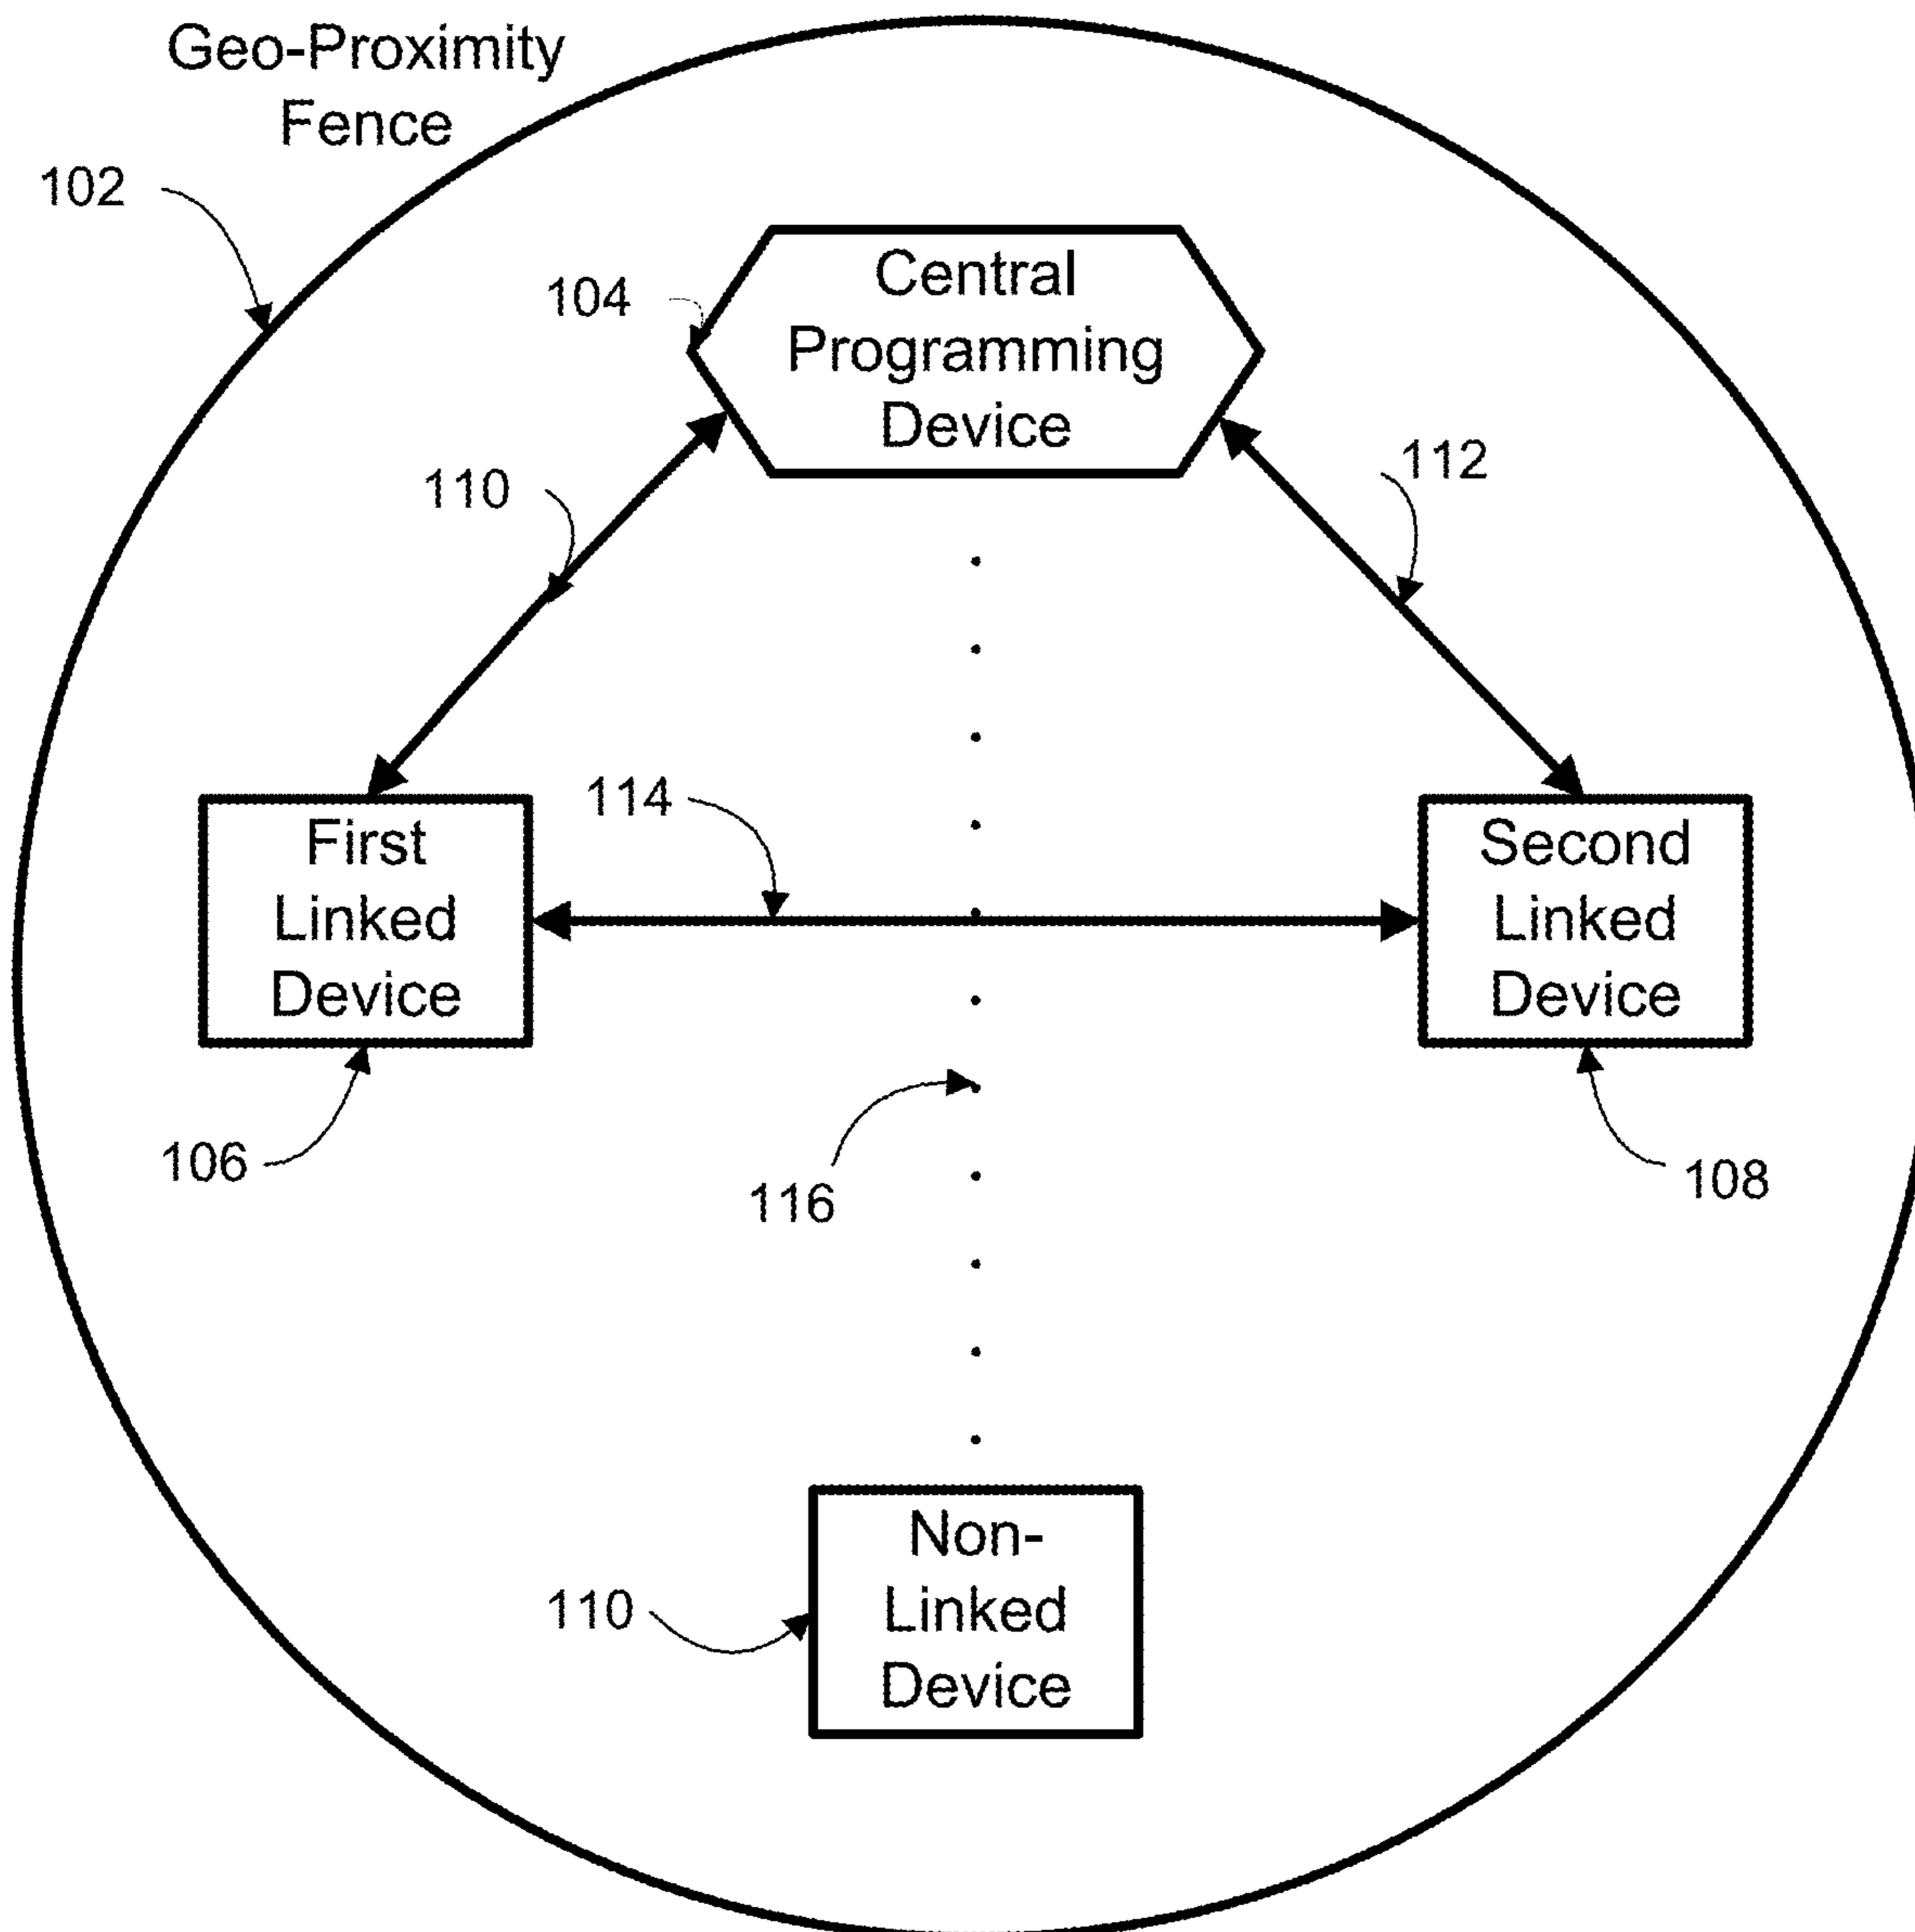 Geo-Proximity
Fence
102
104
Central
Programming
Device
110
112
114
First
Linked
Device
Second
Linked
Device
106
116
108
110
Non-
Linked
Device